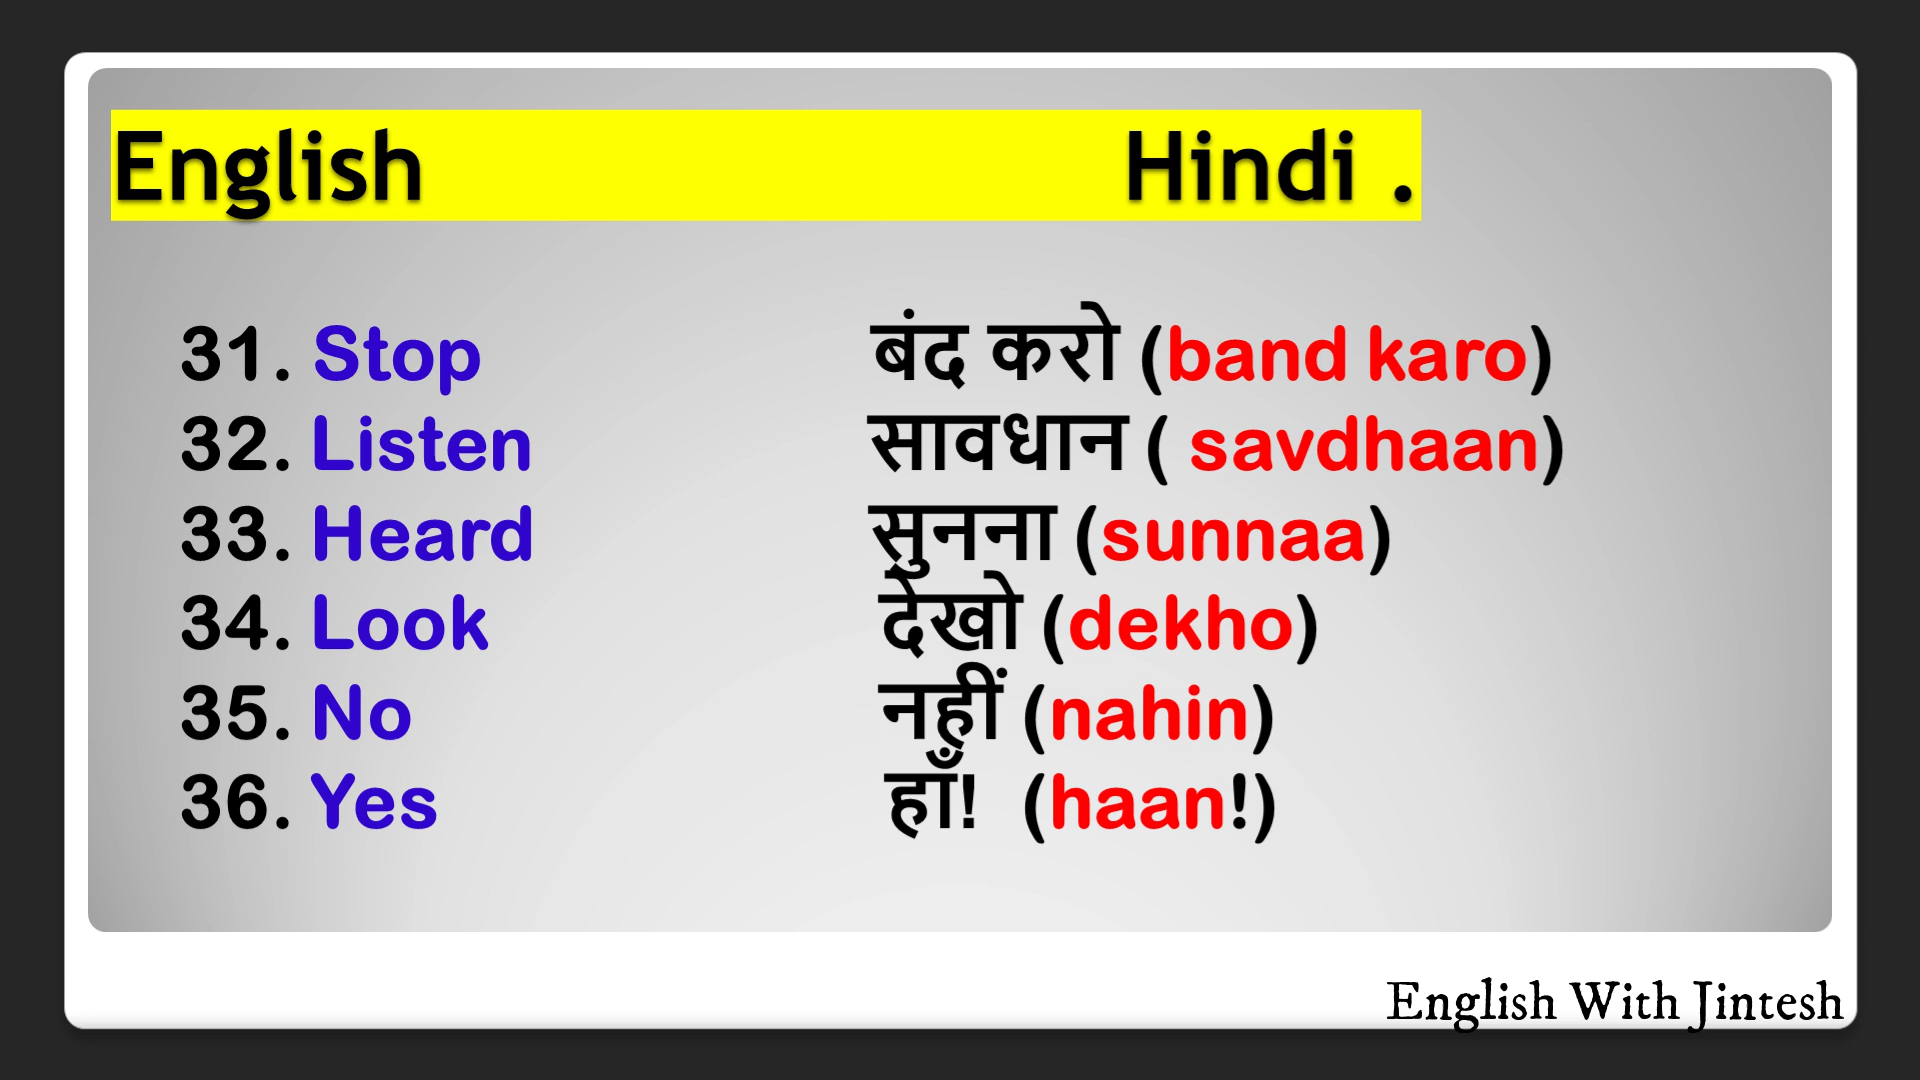 English Hindi .
31. Stop बंद करो (band karo)
32. Listen सावधान ( savdhaan)
33. Heard सुनना (sunnaa)
34. Look देखो (dekho)
35. No नहीं (nahin)
36. Yes हाँ! (haan!)
English With Jintesh